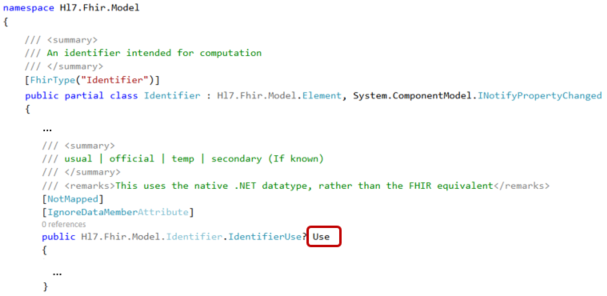 namespace Hl7.Fhir.Model
{
/// <summary>
/// An identifier intended for computation
/// </summary>
[FhirType("Identifier")]
public partial class Identifier : Hl7.Fhir.Model.Element, System.ComponentModel.INotifyPropertyChanged
{
...
/// <summary>
/// usual | official | temp | secondary (If known)
/// </summary>
/// <remarks>This uses the native .NET datatype, rather than the FHIR equivalent</remarks>
[NotMapped]
[IgnoreDataMemberAttribute]
0 references
public Hl7.Fhir.Model.Identifier.IdentifierUse? Use
{
...
}